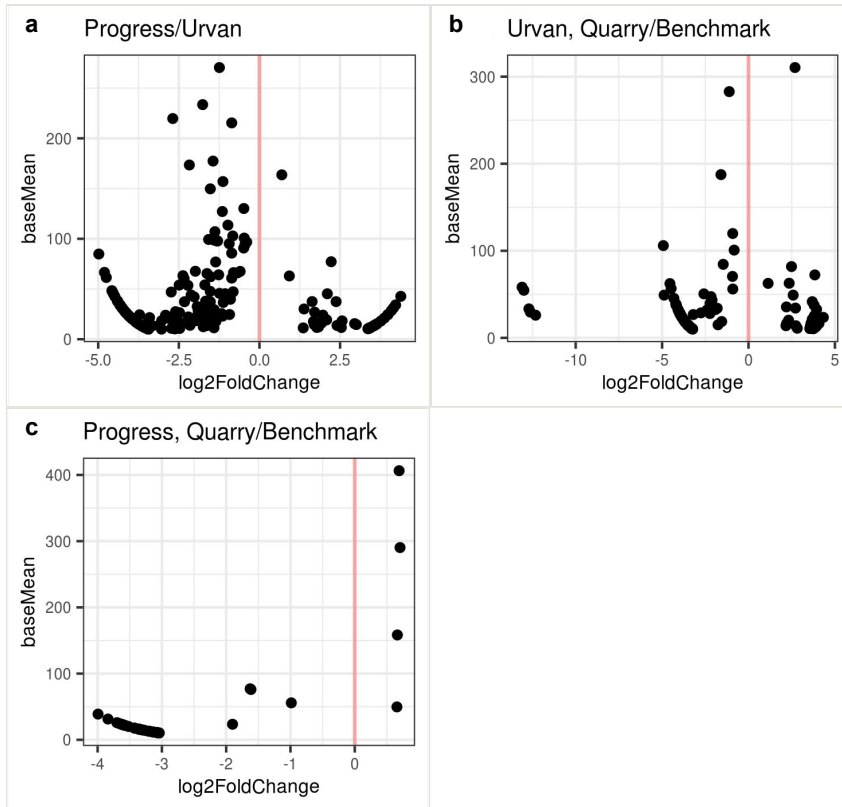 a Progress/Urvan
200
100
0
baseMean
-5.0 -2.5 0.0 2.5
log2FoldChange
b Urvan, Quarry/Benchmark
300
200
100
0
baseMean
-10 -5 0 5
log2FoldChange
c Progress, Quarry/Benchmark
400
300
200
100
0
baseMean
-4 -3 -2 -1 0
log2FoldChange